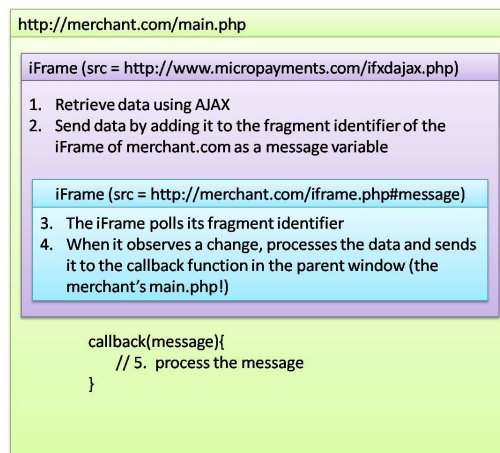 http://merchant.com/main.php
iFrame (src = http://www.micropayments.com/ifxdajax.php)
1. Retrieve data using AJAX
2. Send data by adding it to the fragment identifier of the
iFrame of merchant.com as a message variable
iFrame (src = http://merchant.com/iframe.php#message)
3. The iFrame polls its fragment identifier
4. When it observes a change, processes the data and sends
it to the callback function in the parent window (the
merchant's main.php!)
callback(message){
// 5. process the message
}